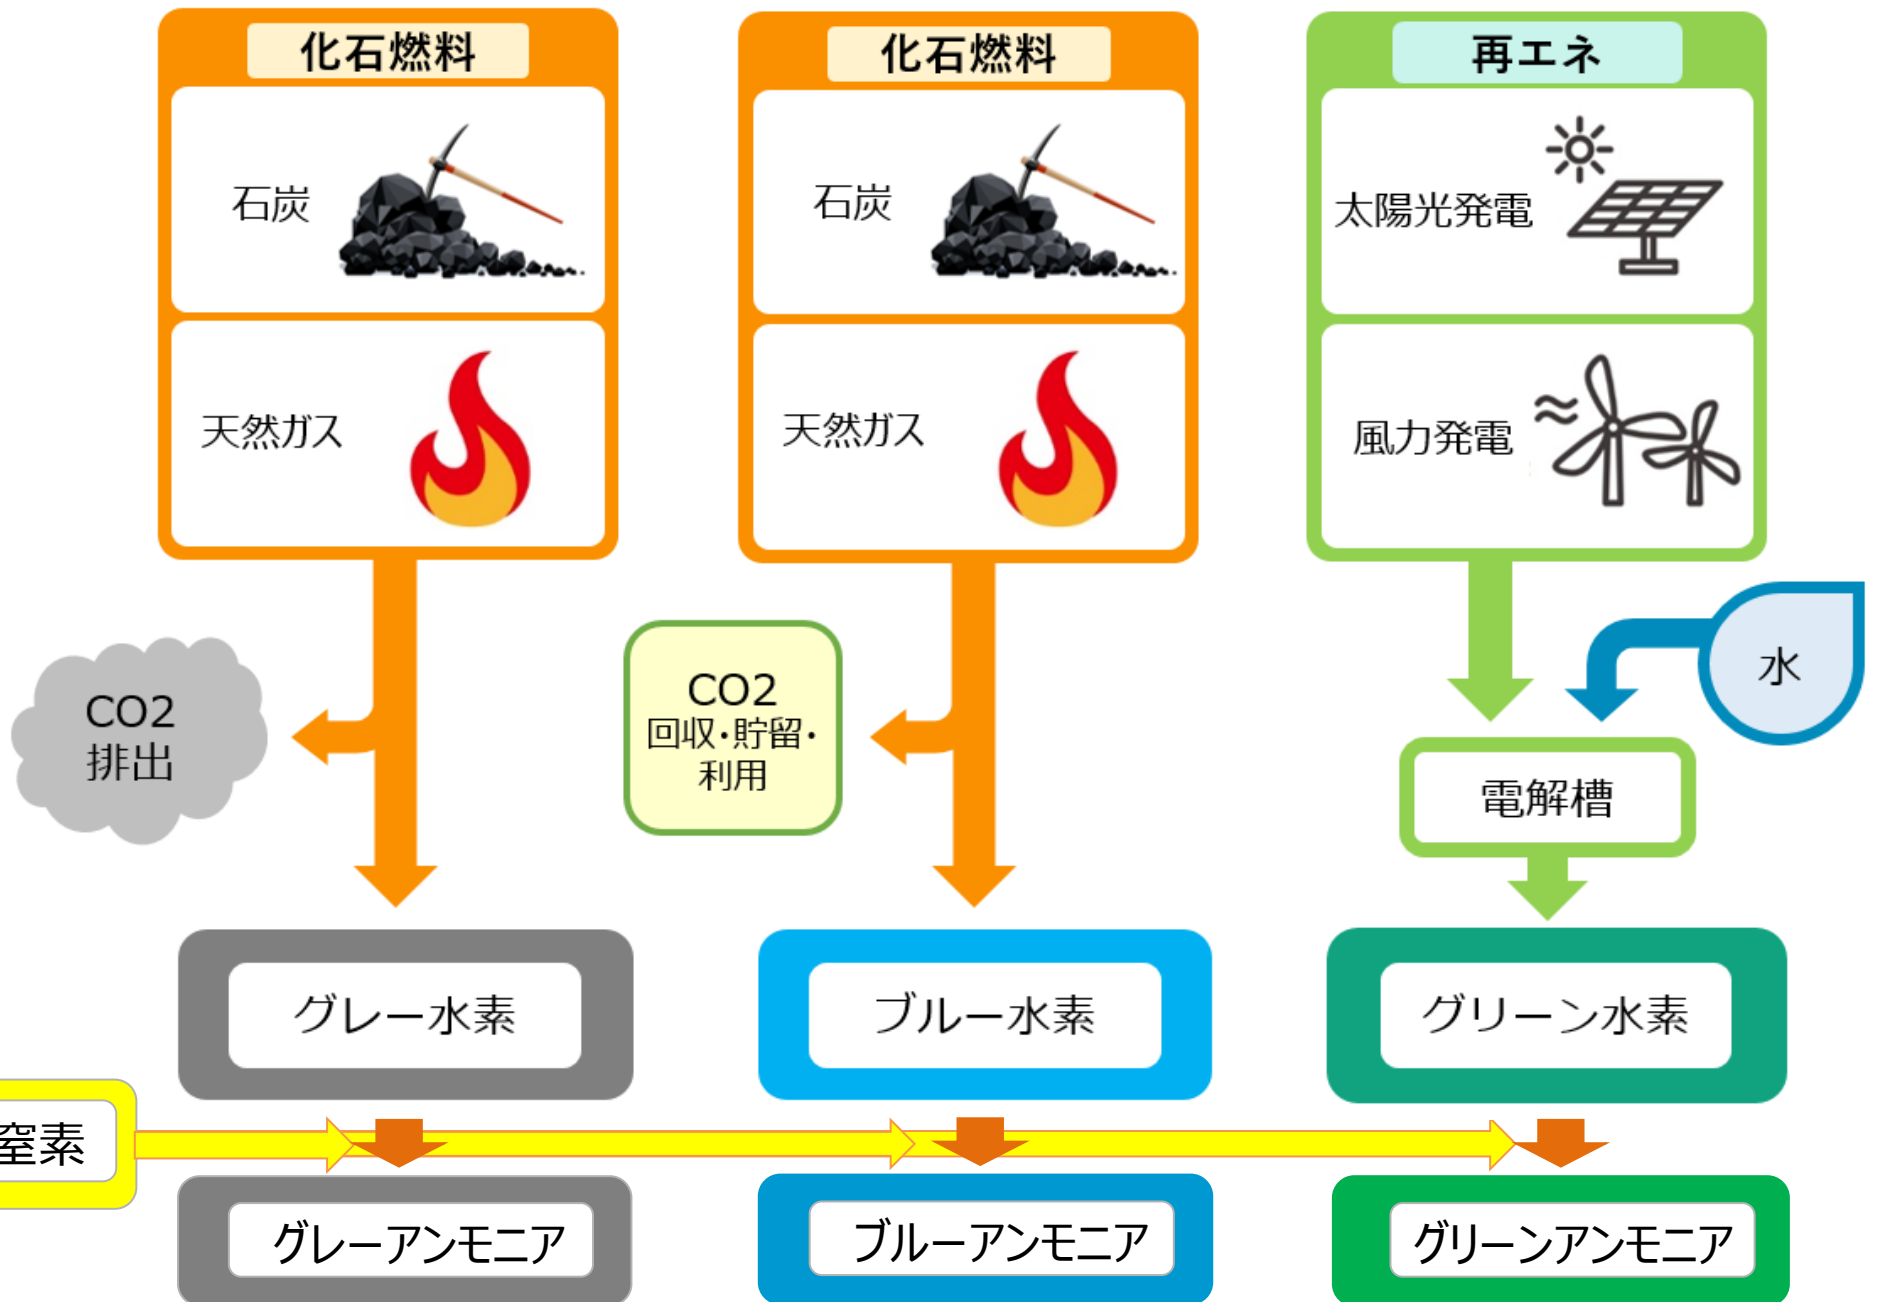 化石燃料
石炭
天然ガス
化石燃料
石炭
天然ガス
再エネ
太陽光発電
風力発電
CO2
排出
CO2
回収・貯留・
利用
水
電解槽
グレー水素
ブルー水素
グリーン水素
窒素
グレーアンモニア
ブルーアンモニア
グリーンアンモニア